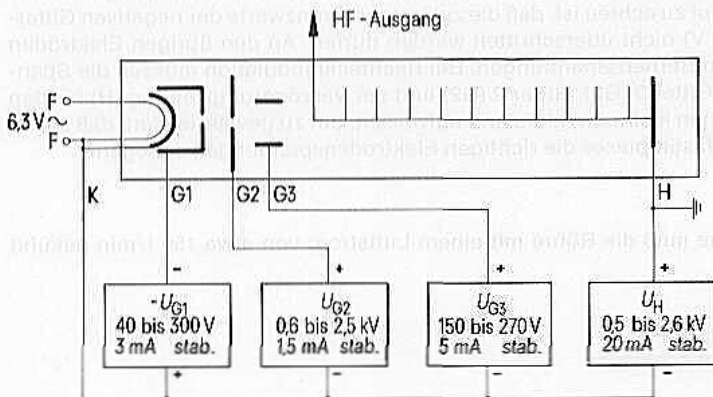 HF-Ausgang
F
6,3 V ~
F
K G1 G2 G3 H
- + + +
-U_G1 U_G2 U_G3 U_H
40 bis 300 V 0,6 bis 2,5 kV 150 bis 270 V 0,5 bis 2,6 kV
3 mA stab. 1,5 mA stab. 5 mA stab. 20 mA stab.
+ - - -